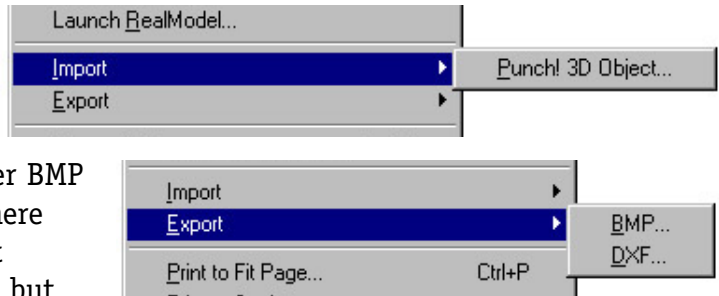 Launch RealModel...
Import Punch! 3D Object...
Export
er BMP
here
t
but
Import
Export BMP...
DXF...
Print to Fit Page... Ctrl+P